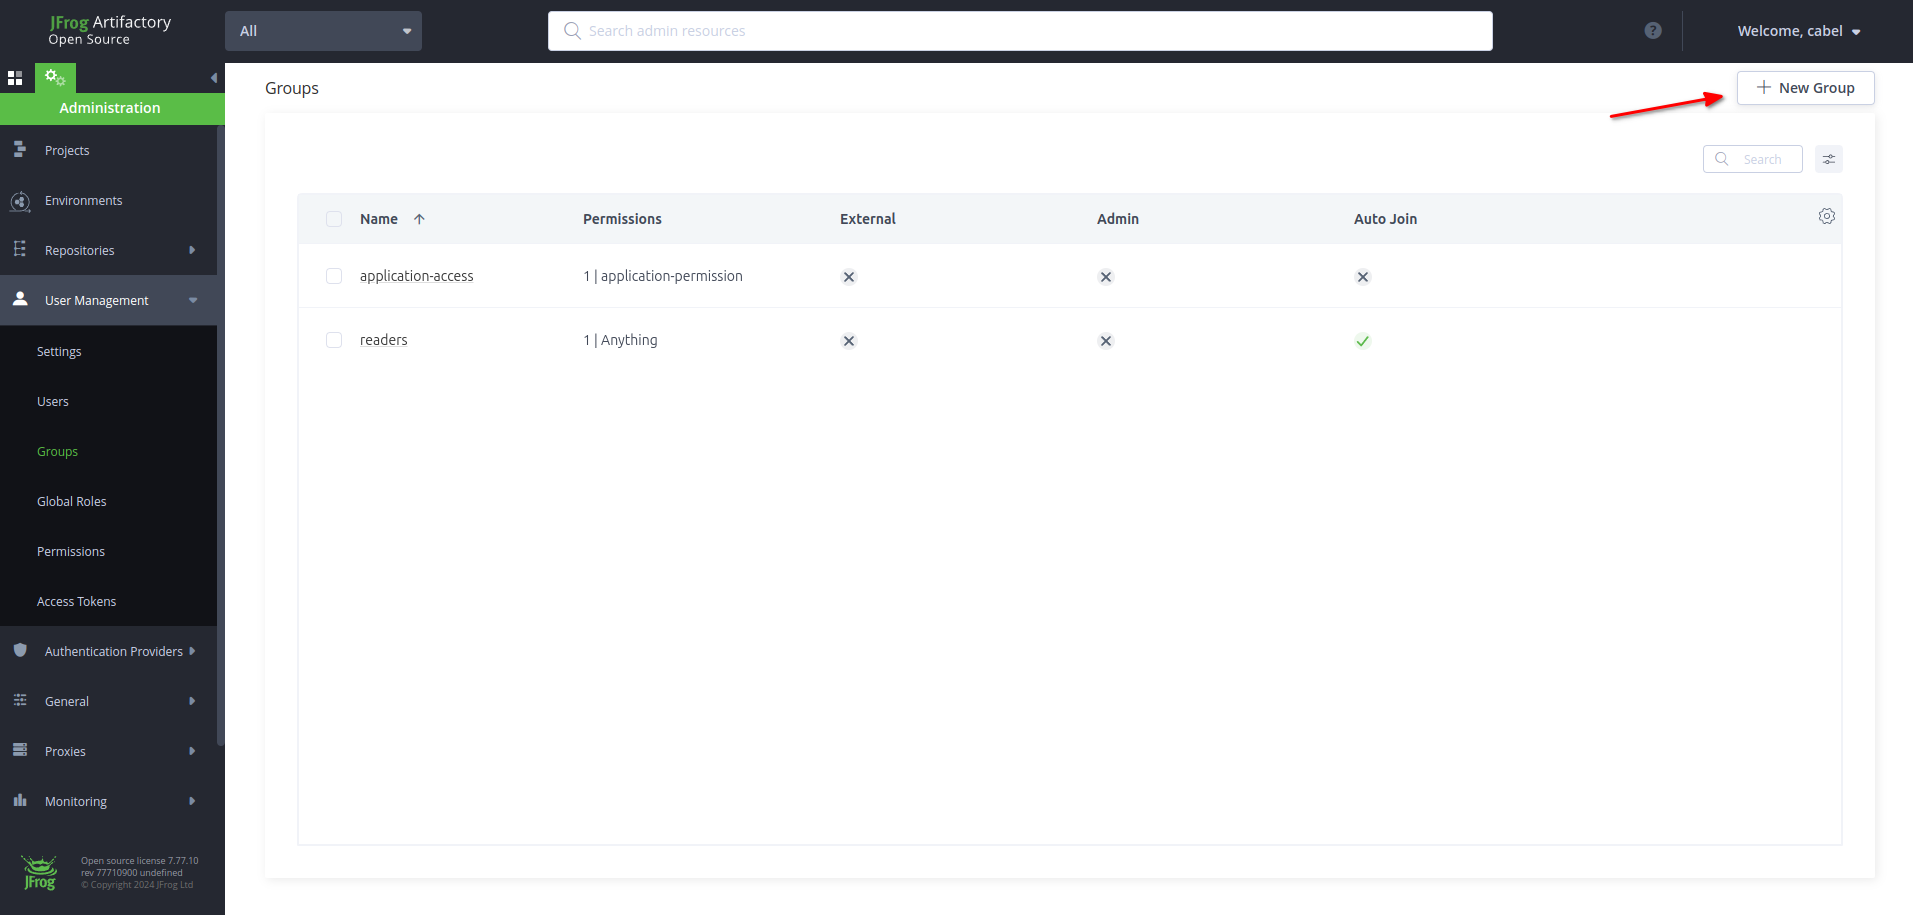 JFrog Artifactory
Open Source
All
Search admin resources
?
Welcome, cabel
Administration
Projects
Environments
Repositories
User Management
Settings
Users
Groups
Global Roles
Permissions
Access Tokens
Authentication Providers
General
Proxies
Monitoring
JFrog
Open source license 7.77.10
rev 77710900 undefined
© Copyright 2024 JFrog Ltd
Groups
New Group
Search
Name Permissions External Admin Auto Join
application-access 1 | application-permission
readers 1 | Anything